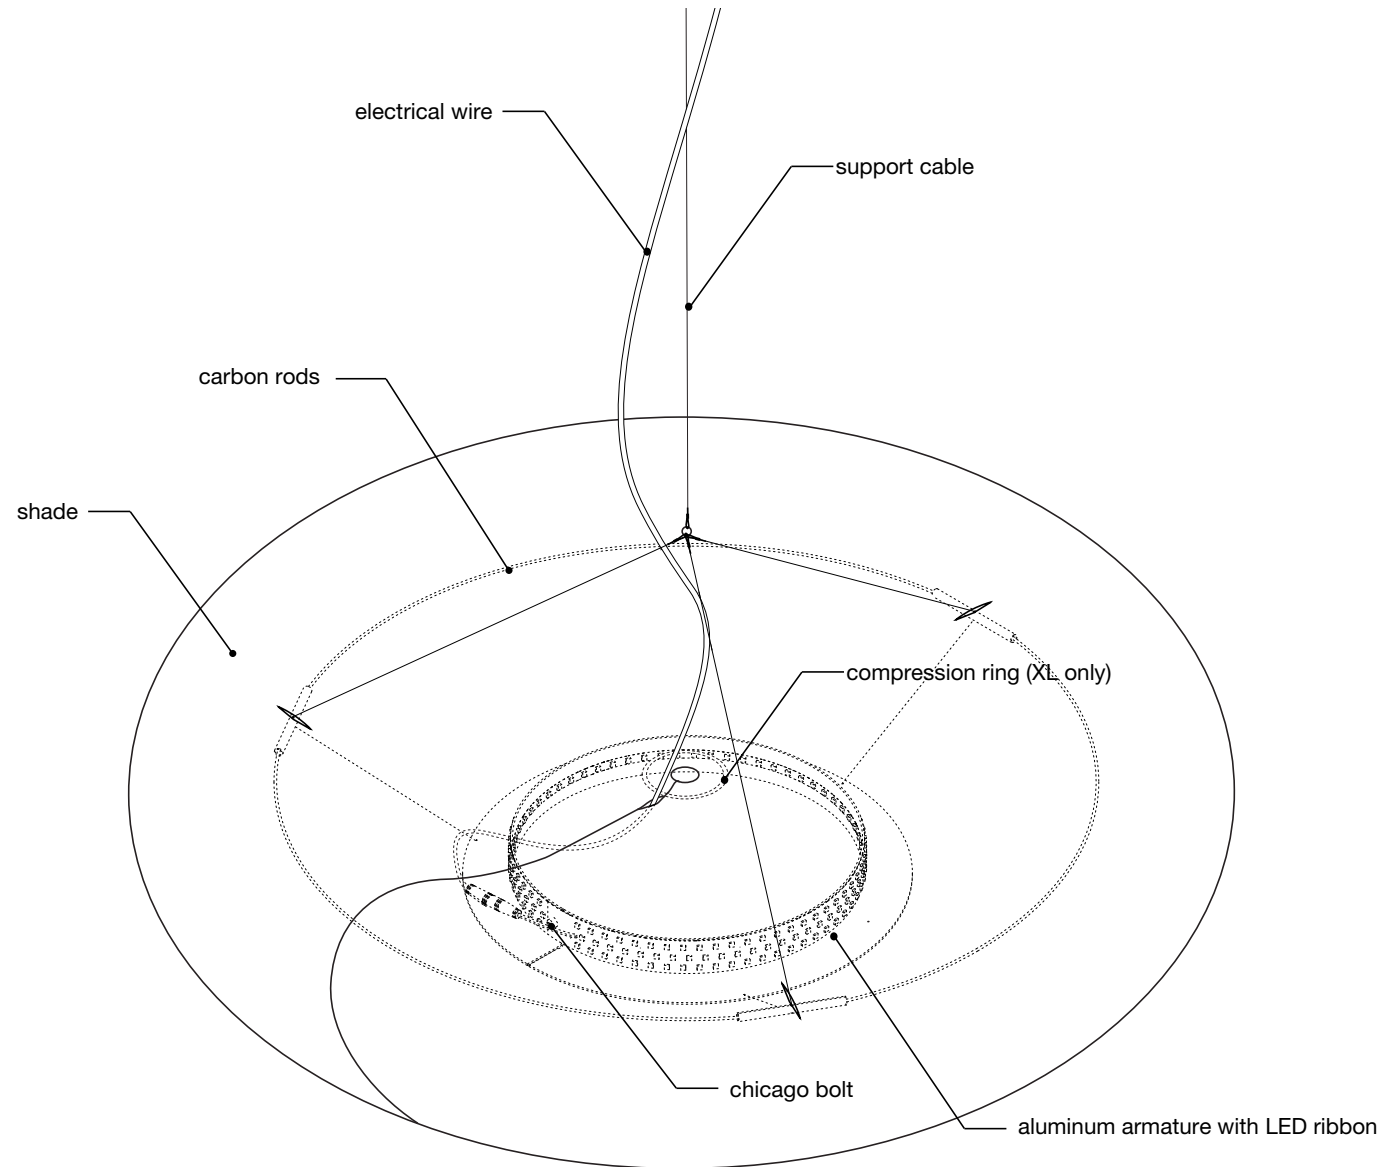 electrical wire
support cable
carbon rods
shade
compression ring (XL only)
chicago bolt
aluminum armature with LED ribbon